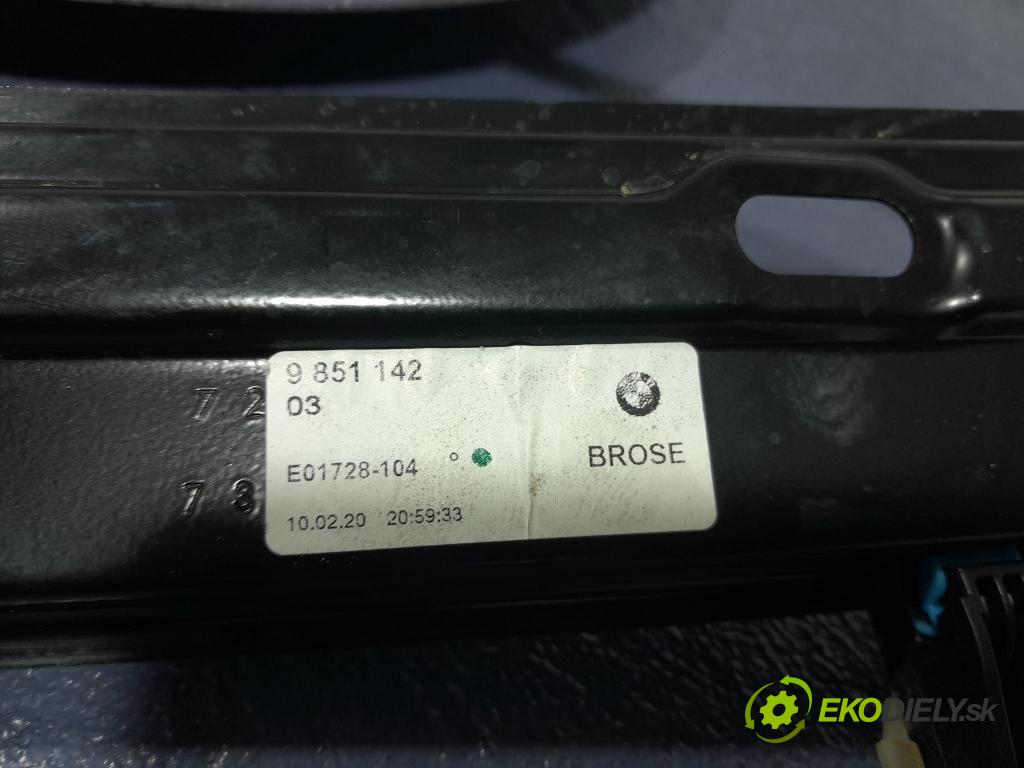 9 851 142
7 2
03
BROSE
E01728-104
7 3
10.02.20 20:59:33
EKODIELY.sk